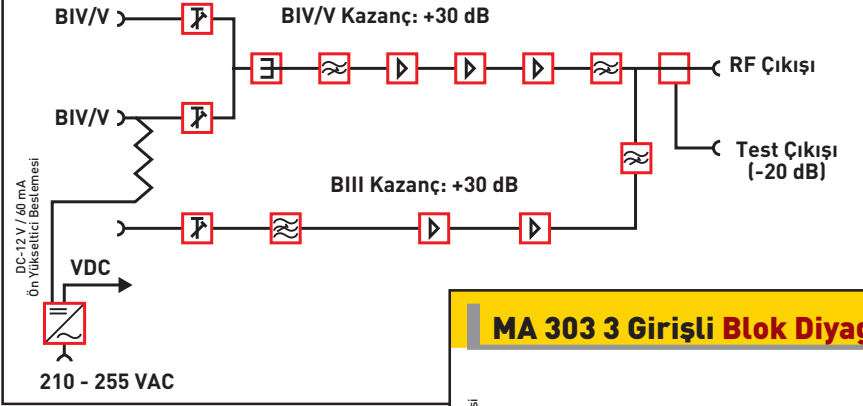 BIV/V
BIV/V Kazanç: +30 dB
RF Çıkışı
BIV/V
Test Çıkışı
(-20 dB)
DC-12 V / 60 mA
Ön Yükseltici Beslemesi
BIII Kazanç: +30 dB
VDC
210 - 255 VAC
MA 303 3 Girişli Blok Diyag
si